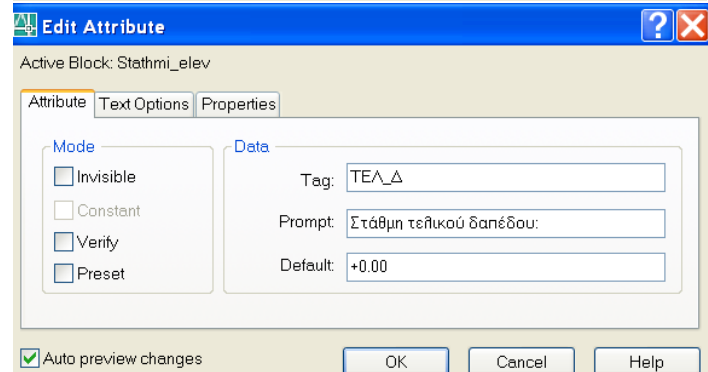 Edit Attribute
Active Block: Stathmi_elev
Attribute Text Options Properties
Mode
Invisible
Constant
Verify
Preset
Data
Tag: ΤΕΛ_Δ
Prompt: Στάθμη τελικού δαπέδου:
Default: +0.00
Auto preview changes
OK Cancel Help